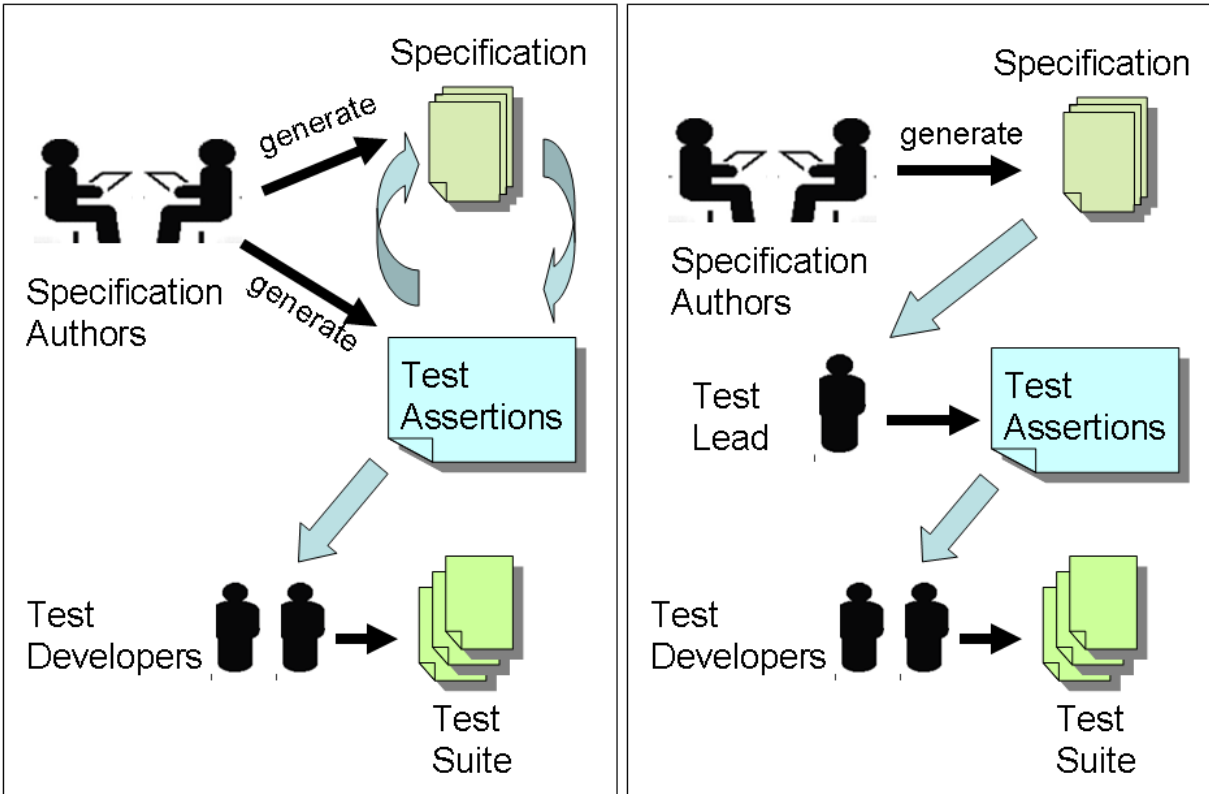 Specification
generate
Specification
Authors
generate
Test
Assertions
Test
Developers
Test
Suite
Specification
generate
Specification
Authors
Test
Lead
Test
Assertions
Test
Developers
Test
Suite